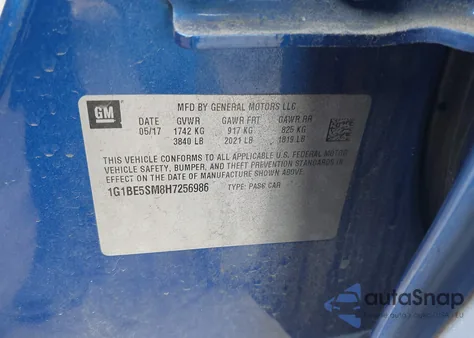 GM
MFD BY GENERAL MOTORS LLC
DATE GVWR GAWR FRT GAWR RR
05/17 1742 KG 917 KG 825 KG
3840 LB 2021 LB 1819 LB
THIS VEHICLE CONFORMS TO ALL APPLICABLE U.S. FEDERAL MOTOR
VEHICLE SAFETY, BUMPER, AND THEFT PREVENTION STANDARDS IN
EFFECT ON THE DATE OF MANUFACTURE SHOWN ABOVE.
1G1BE5SM8H7256986 TYPE: PASS CAR
autoSnap